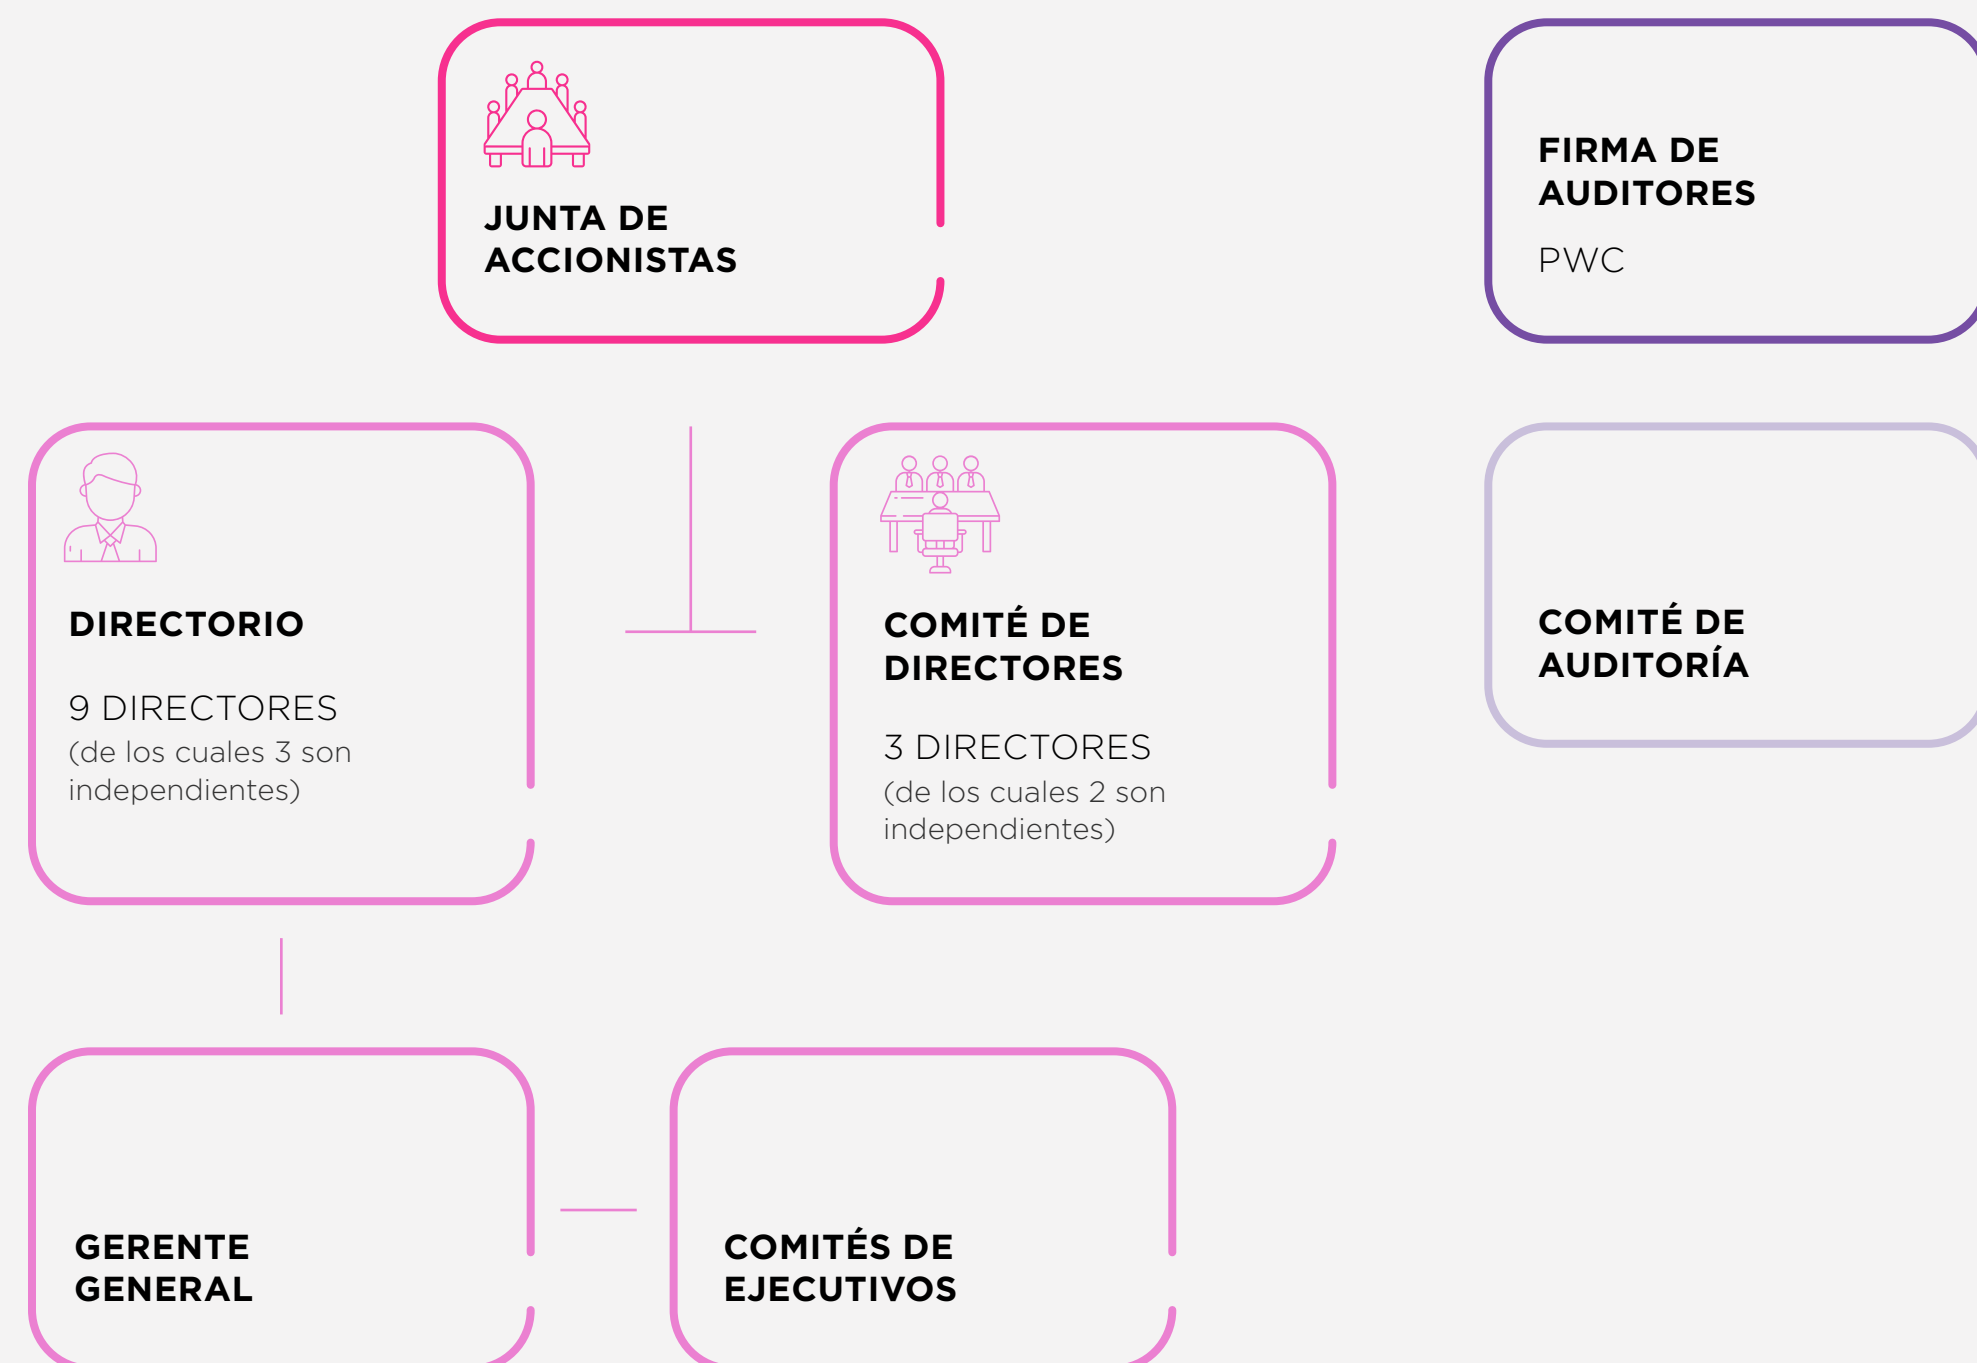 JUNTA DE
ACCIONISTAS
FIRMA DE
AUDITORES
PWC
DIRECTORIO
9 DIRECTORES
(de los cuales 3 son
independientes)
COMITÉ DE
DIRECTORES
3 DIRECTORES
(de los cuales 2 son
independientes)
COMITÉ DE
AUDITORÍA
GERENTE
GENERAL
COMITÉS DE
EJECUTIVOS